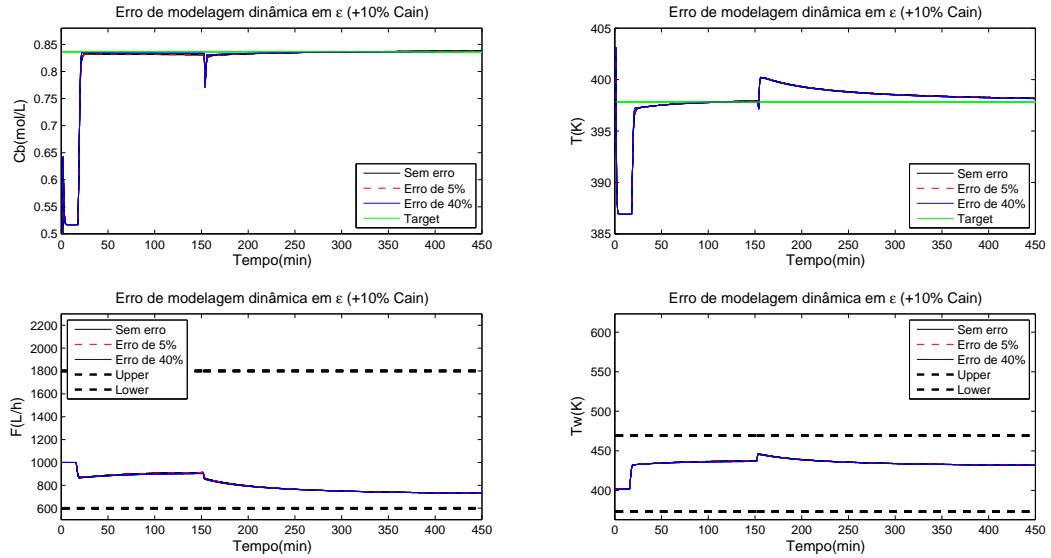 Erro de modelagem dinâmica em ε (+10% Cain)
Cb(mol/L)
0.85
0.8
0.75
0.7
0.65
0.6
0.55
0.5
0 50 100 150 200 250 300 350 400 450
Tempo(min)
Sem erro
Erro de 5%
Erro de 40%
Target
Erro de modelagem dinâmica em ε (+10% Cain)
T(K)
405
400
395
390
385
0 50 100 150 200 250 300 350 400 450
Tempo(min)
Sem erro
Erro de 5%
Erro de 40%
Target
Erro de modelagem dinâmica em ε (+10% Cain)
F(L/h)
2200
2000
1800
1600
1400
1200
1000
800
600
0 50 100 150 200 250 300 350 400 450
Tempo(min)
Sem erro
Erro de 5%
Erro de 40%
Upper
Lower
Erro de modelagem dinâmica em ε (+10% Cain)
Tw(K)
600
550
500
450
400
0 50 100 150 200 250 300 350 400 450
Tempo(min)
Sem erro
Erro de 5%
Erro de 40%
Upper
Lower